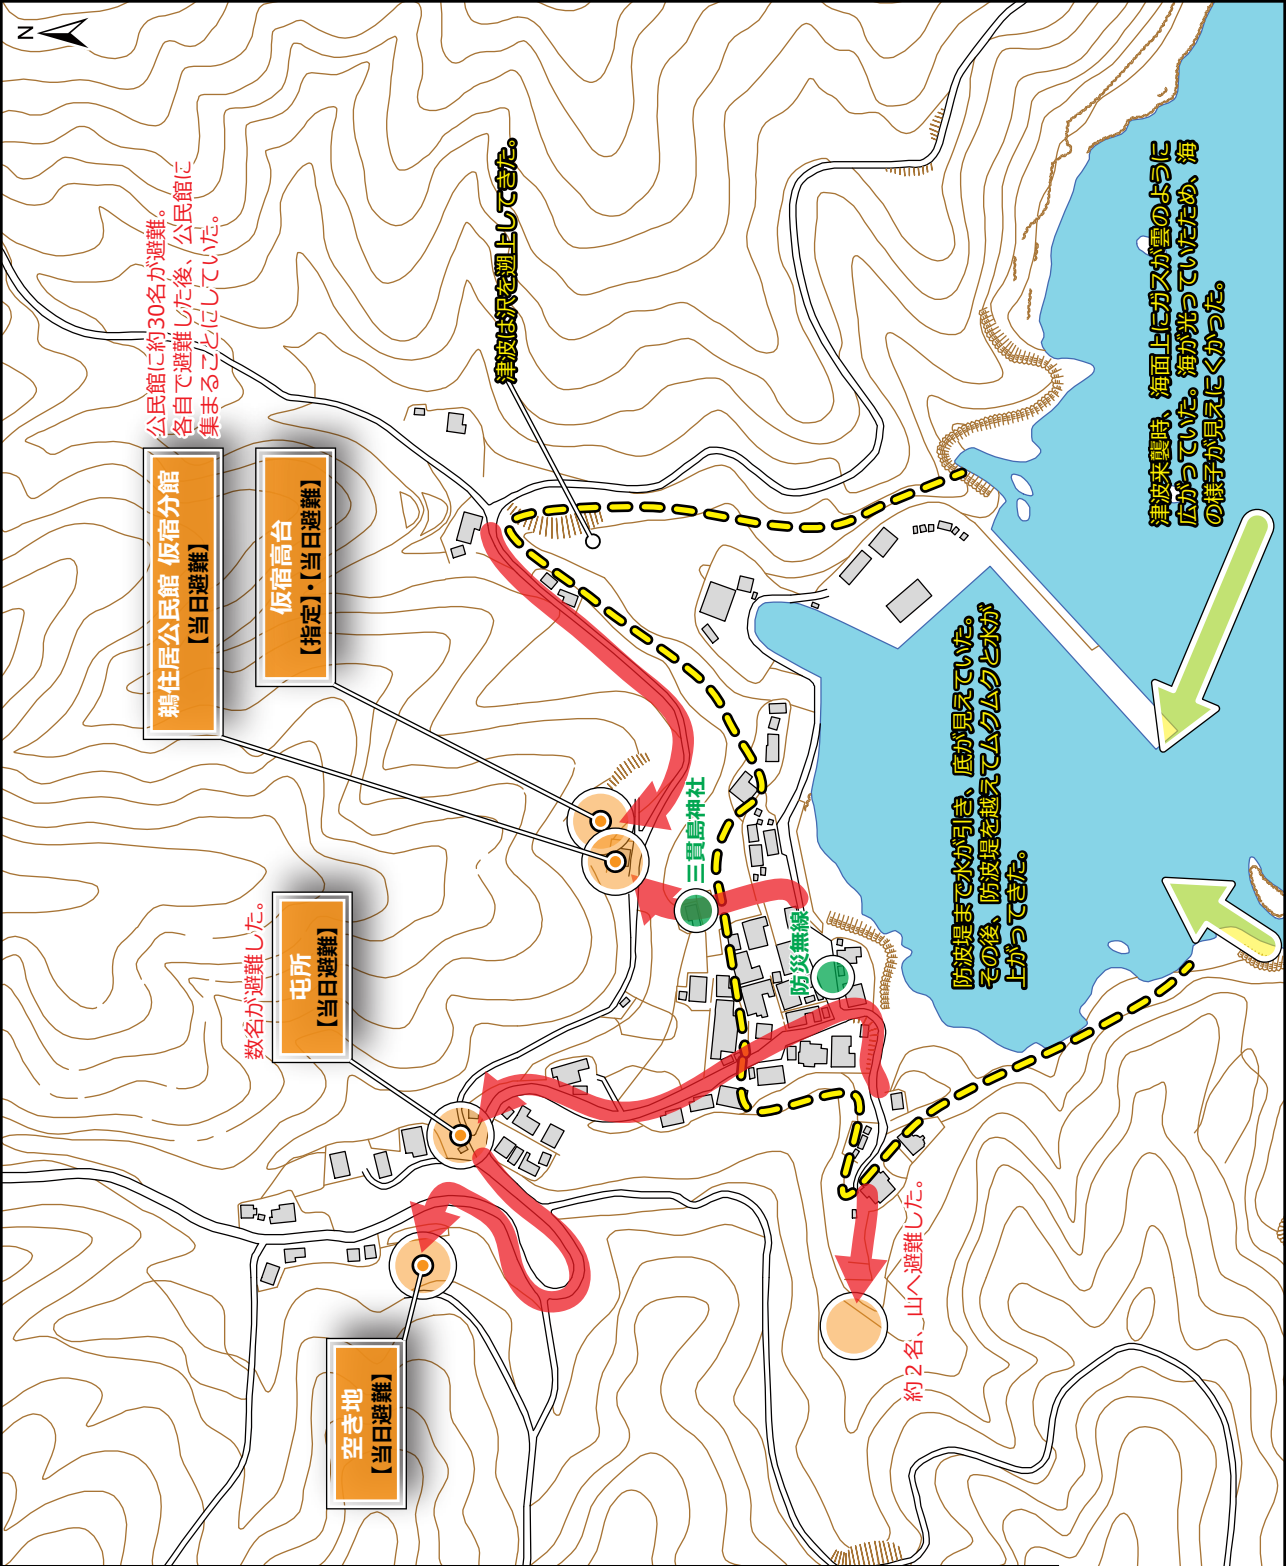 N
公民館に約30名が避難。
各自で避難した後、公民館に
集まることにしていた。
鵜住居公民館 仮宿分館
【当日避難】
仮宿高台
【指定】・【当日避難】
津波は沢を遡上してきた。
数名が避難した。
屯所
【当日避難】
空き地
【当日避難】
三貫島神社
防災無線
約２名、山へ避難した。
津波来襲時、海面上にガスが雲のように
広がっていた。海が光っていたため、海
の様子が見えにくかった。
防波堤まで水が引き、底が見えていた。
その後、防波堤を越えてムクムクと水が
上がってきた。